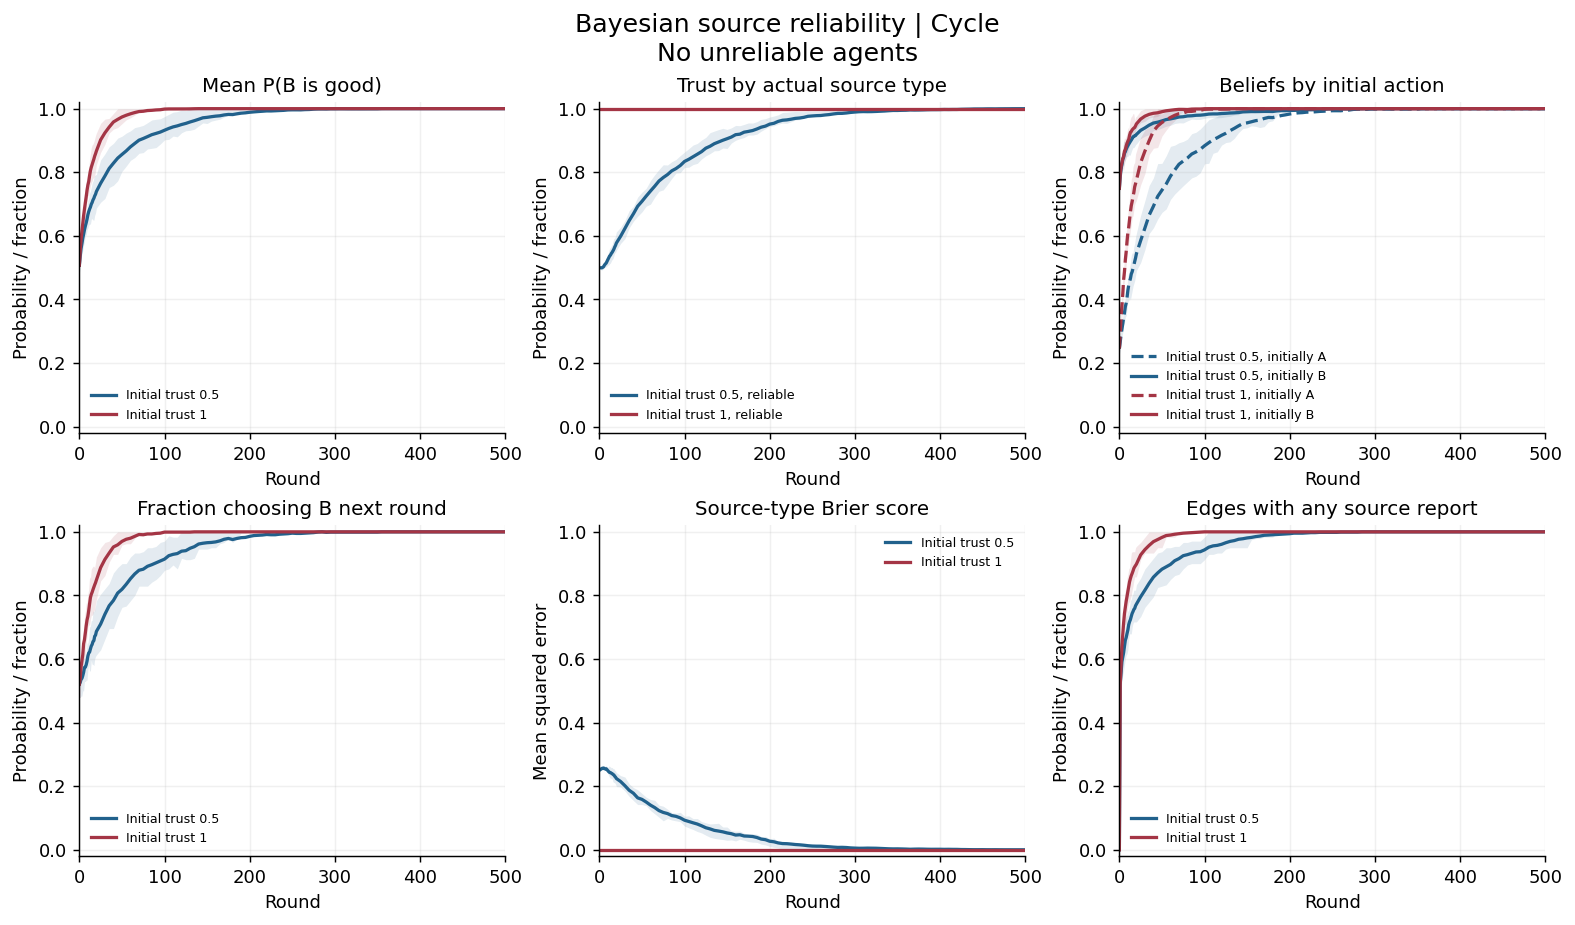 Bayesian source reliability | Cycle
No unreliable agents
Mean P(B is good)
Probability / fraction
1.0
0.8
0.6
0.4
0.2
0.0
Initial trust 0.5
Initial trust 1
0 100 200 300 400 500
Round
Trust by actual source type
Probability / fraction
1.0
0.8
0.6
0.4
0.2
0.0
Initial trust 0.5, reliable
Initial trust 1, reliable
0 100 200 300 400 500
Round
Beliefs by initial action
Probability / fraction
1.0
0.8
0.6
0.4
0.2
0.0
Initial trust 0.5, initially A
Initial trust 0.5, initially B
Initial trust 1, initially A
Initial trust 1, initially B
0 100 200 300 400 500
Round
Fraction choosing B next round
Probability / fraction
1.0
0.8
0.6
0.4
0.2
0.0
Initial trust 0.5
Initial trust 1
0 100 200 300 400 500
Round
Source-type Brier score
Mean squared error
1.0
0.8
0.6
0.4
0.2
0.0
Initial trust 0.5
Initial trust 1
0 100 200 300 400 500
Round
Edges with any source report
Probability / fraction
1.0
0.8
0.6
0.4
0.2
0.0
Initial trust 0.5
Initial trust 1
0 100 200 300 400 500
Round